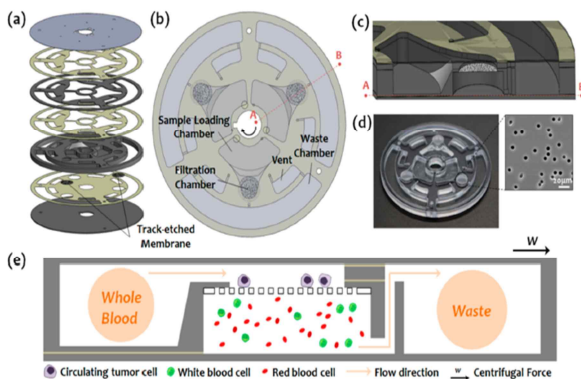 (a)
(b)
(c)
(d)
(e)
B
A
Sample Loading
Chamber
Waste
Chamber
Vent
Filtration
Chamber
Track-etched
Membrane
A
B
20μm
w
Whole
Blood
Waste
Circulating tumor cell
White blood cell
Red blood cell
Flow direction
w Centrifugal Force